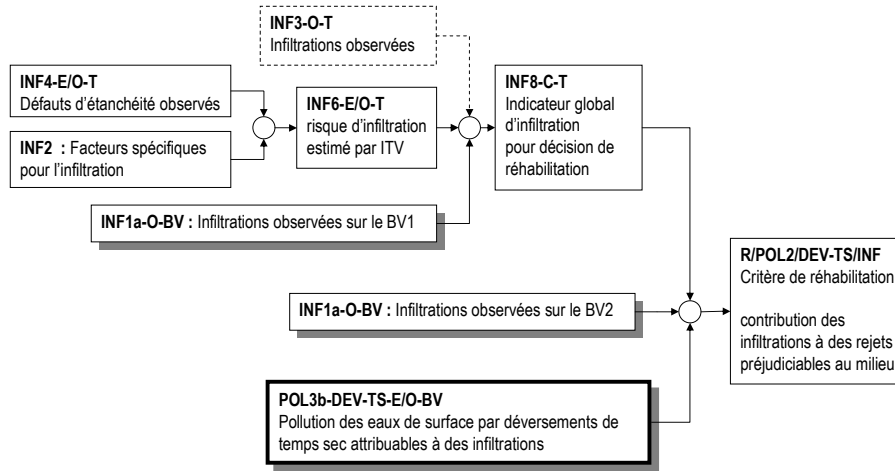 INF3-O-T
Infiltrations observées
INF4-E/O-T
Défauts d'étanchéité observés
INF2 : Facteurs spécifiques
pour l'infiltration
INF6-E/O-T
risque d'infiltration
estimé par ITV
INF8-C-T
Indicateur global
d'infiltration
pour décision de
réhabilitation
INF1a-O-BV : Infiltrations observées sur le BV1
R/POL2/DEV-TS/INF
Critère de réhabilitation
contribution des
infiltrations à des rejets
préjudiciables au milieu
INF1a-O-BV : Infiltrations observées sur le BV2
POL3b-DEV-TS-E/O-BV
Pollution des eaux de surface par déversements de
temps sec attribuables à des infiltrations